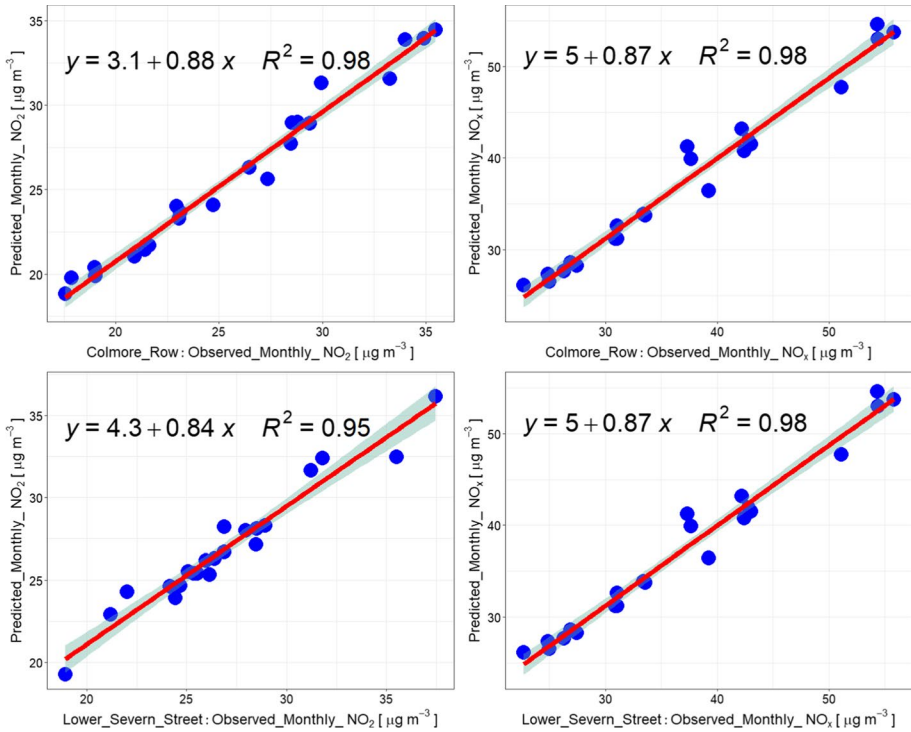 35
30
25
20
Predicted_Monthly_ NO₂ [ µg m⁻³ ]
y = 3.1+0.88 x R² = 0.98
20 25 30 35
Colmore_Row : Observed_Monthly_ NO₂ [ µg m⁻³ ]
50
40
30
Predicted_Monthly_ NOₓ [ µg m⁻³ ]
y = 5+0.87 x R² = 0.98
30 40 50
Colmore_Row : Observed_Monthly_ NOₓ [ µg m⁻³ ]
35
30
25
20
Predicted_Monthly_ NO₂ [ µg m⁻³ ]
y = 4.3+0.84 x R² = 0.95
20 25 30 35
Lower_Severn_Street : Observed_Monthly_ NO₂ [ µg m⁻³ ]
50
40
30
Predicted_Monthly_ NOₓ [ µg m⁻³ ]
y = 5+0.87 x R² = 0.98
30 40 50
Lower_Severn_Street : Observed_Monthly_ NOₓ [ µg m⁻³ ]